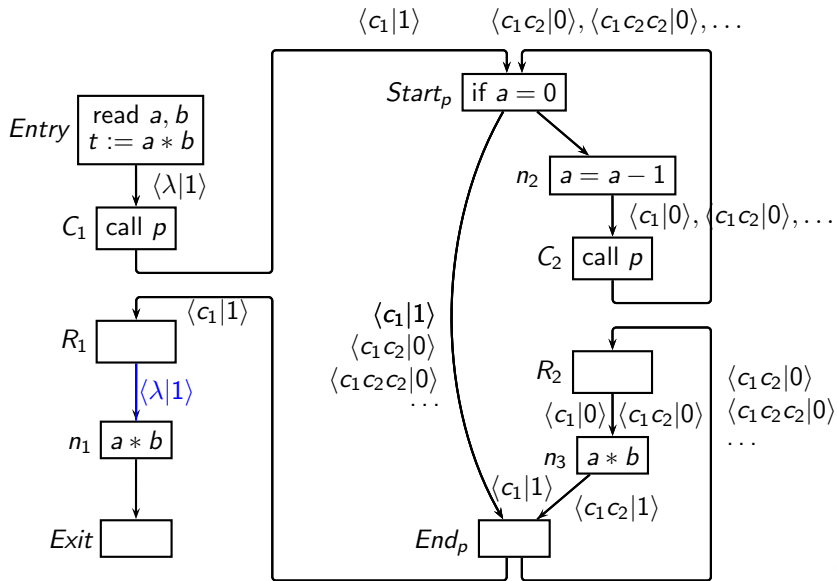 ⟨c₁|1⟩
⟨c₁c₂|0⟩, ⟨c₁c₂c₂|0⟩, …
Startₚ
if a = 0
Entry
read a, b
t := a ∗ b
n₂
a = a − 1
⟨λ|1⟩
⟨c₁|0⟩, ⟨c₁c₂|0⟩, …
C₁
call p
C₂
call p
⟨c₁|1⟩
⟨c₁|1⟩
⟨c₁c₂|0⟩
⟨c₁c₂c₂|0⟩
…
R₁
R₂
⟨c₁c₂|0⟩
⟨c₁c₂c₂|0⟩
…
⟨λ|1⟩
⟨c₁|0⟩
⟨c₁c₂|0⟩
n₁
a ∗ b
n₃
a ∗ b
⟨c₁|1⟩
⟨c₁c₂|1⟩
Exit
Endₚ